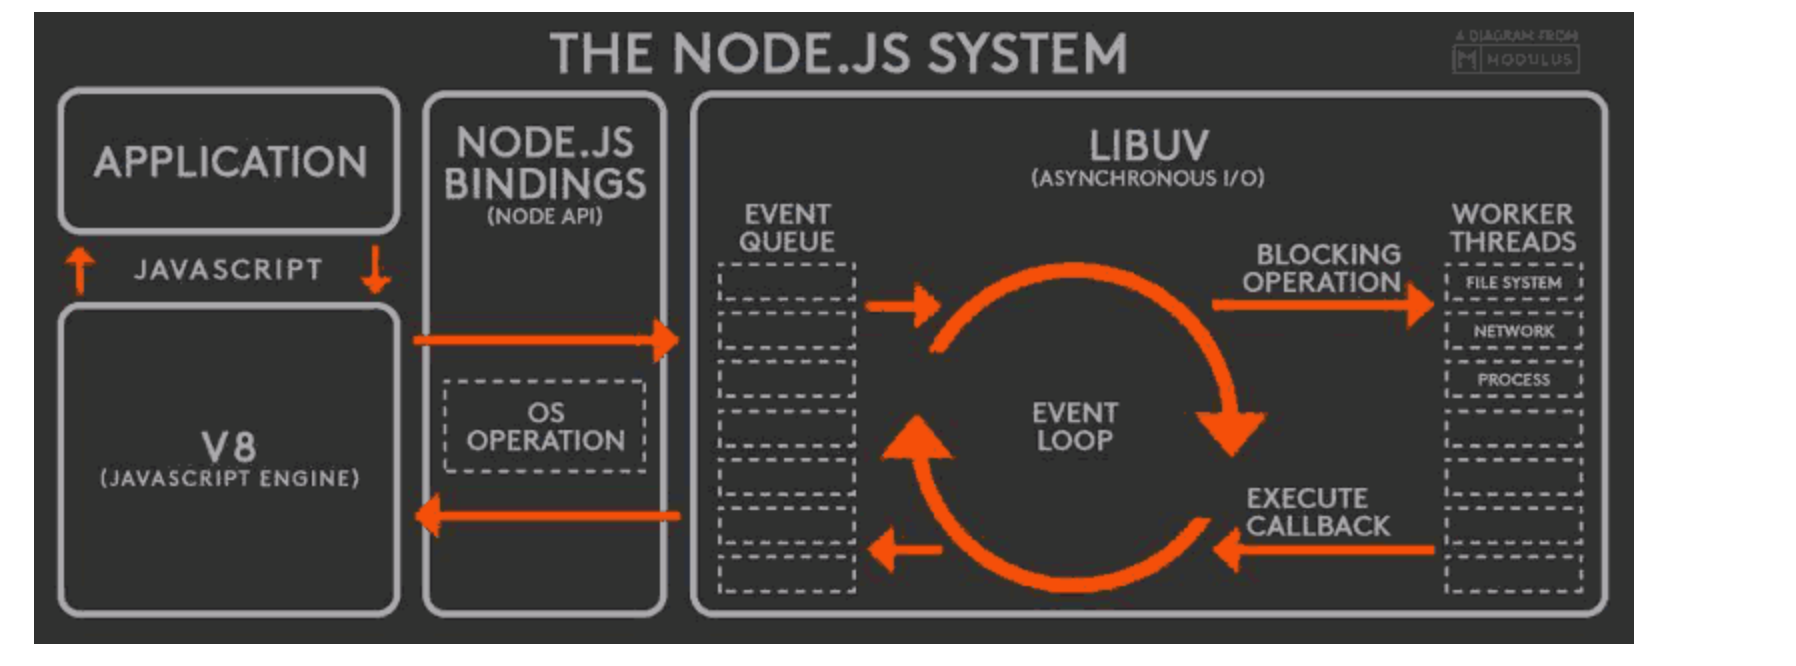 THE NODE.JS SYSTEM
A DIAGRAM FROM
M MODULUS
APPLICATION
JAVASCRIPT
V8
(JAVASCRIPT ENGINE)
NODE.JS
BINDINGS
(NODE API)
OS
OPERATION
LIBUV
(ASYNCHRONOUS I/O)
EVENT
QUEUE
EVENT
LOOP
BLOCKING
OPERATION
EXECUTE
CALLBACK
WORKER
THREADS
FILE SYSTEM
NETWORK
PROCESS